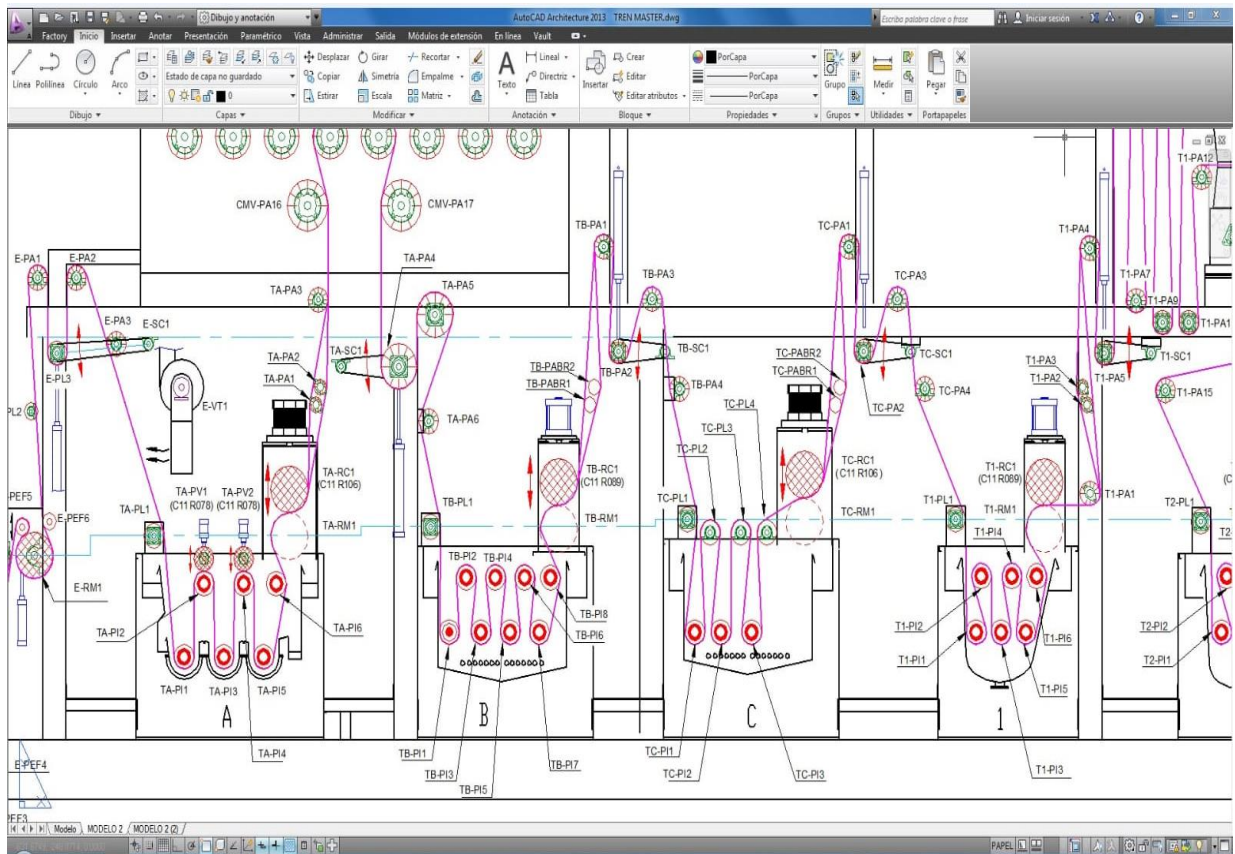 Dibujo y anotación
AutoCAD Architecture 2013 TREN MASTER.dwg
Escribo palabra clave o frase
Iniciar sesión
Factory Inicio Insertar Anotar Presentación Paramétrico Vista Administrar Salida Módulos de extensión En línea Vault
Línea Polilínea Círculo Arco
Estado de capa no guardado
0
Desplazar Girar Recortar
Copiar Simetría Empalme
Estirar Escala Matriz
Texto
Lineal
Directriz
Tabla
Insertar
Crear
Editar
Editar atributos
PorCapa
PorCapa
PorCapa
Grupo
Medir
Pegar
Dibujo Capas Modificar Anotación Bloque Propiedades Grupos Utilidades Portapapeles
T1-PA12
CMV-PA16 CMV-PA17
TB-PA1 TC-PA1 T1-PA4
E-PA1 E-PA2 TA-PA4
TB-PA3 TC-PA3 T1-PA7
TA-PA3 TA-PA5
T1-PA9
E-PA3 E-SC1
T1-PA1
TA-SC1
TA-PA2
TA-PA1
E-PL3
TB-PA2 TB-SC1
TB-PABR2
TB-PABR1
TC-PABR2
TC-PABR1
TC-SC1
T1-PA3
T1-PA2
T1-PA5
T1-SC1
PL2
E-VT1
TA-PA6
TB-PA4
TC-PL4
TC-PL3
TC-PL2
TC-PA2
TC-PA4
T1-PA15
-PEF5
E-PEF6
TA-PL1
TA-PV1
(C11 R078)
TA-PV2
(C11 R078)
TA-RC1
(C11 R106)
TA-RM1
TB-PL1
TB-RC1
(C11 R089)
TB-RM1
TC-PL1
TC-RC1
(C11 R106)
TC-RM1
T1-PL1
T1-RC1
(C11 R089)
T1-RM1
T1-PA1
T2-PL1
E-RM1
TB-PI2 TB-PI4
T1-PI4
T2-
TA-PI2 TA-PI6
TB-PI8
TB-PI6
T1-PI2
T1-PI1
T1-PI6
T2-PI2
T2-PI1
TA-PI1 TA-PI3 TA-PI5
T1-PI5
A B C 1
TA-PI4
TB-PI1
TB-PI3
TB-PI5
TB-PI7
TC-PI1
TC-PI2
TC-PI3
T1-PI3
E-PEF4
PEF3
Modelo MODELO 2 MODELO 2 (2)
PAPEL